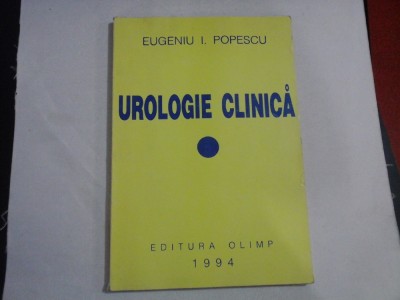 EUGENIU I. POPESCU
UROLOGIE CLINICĂ
EDITURA OLIMP
1994